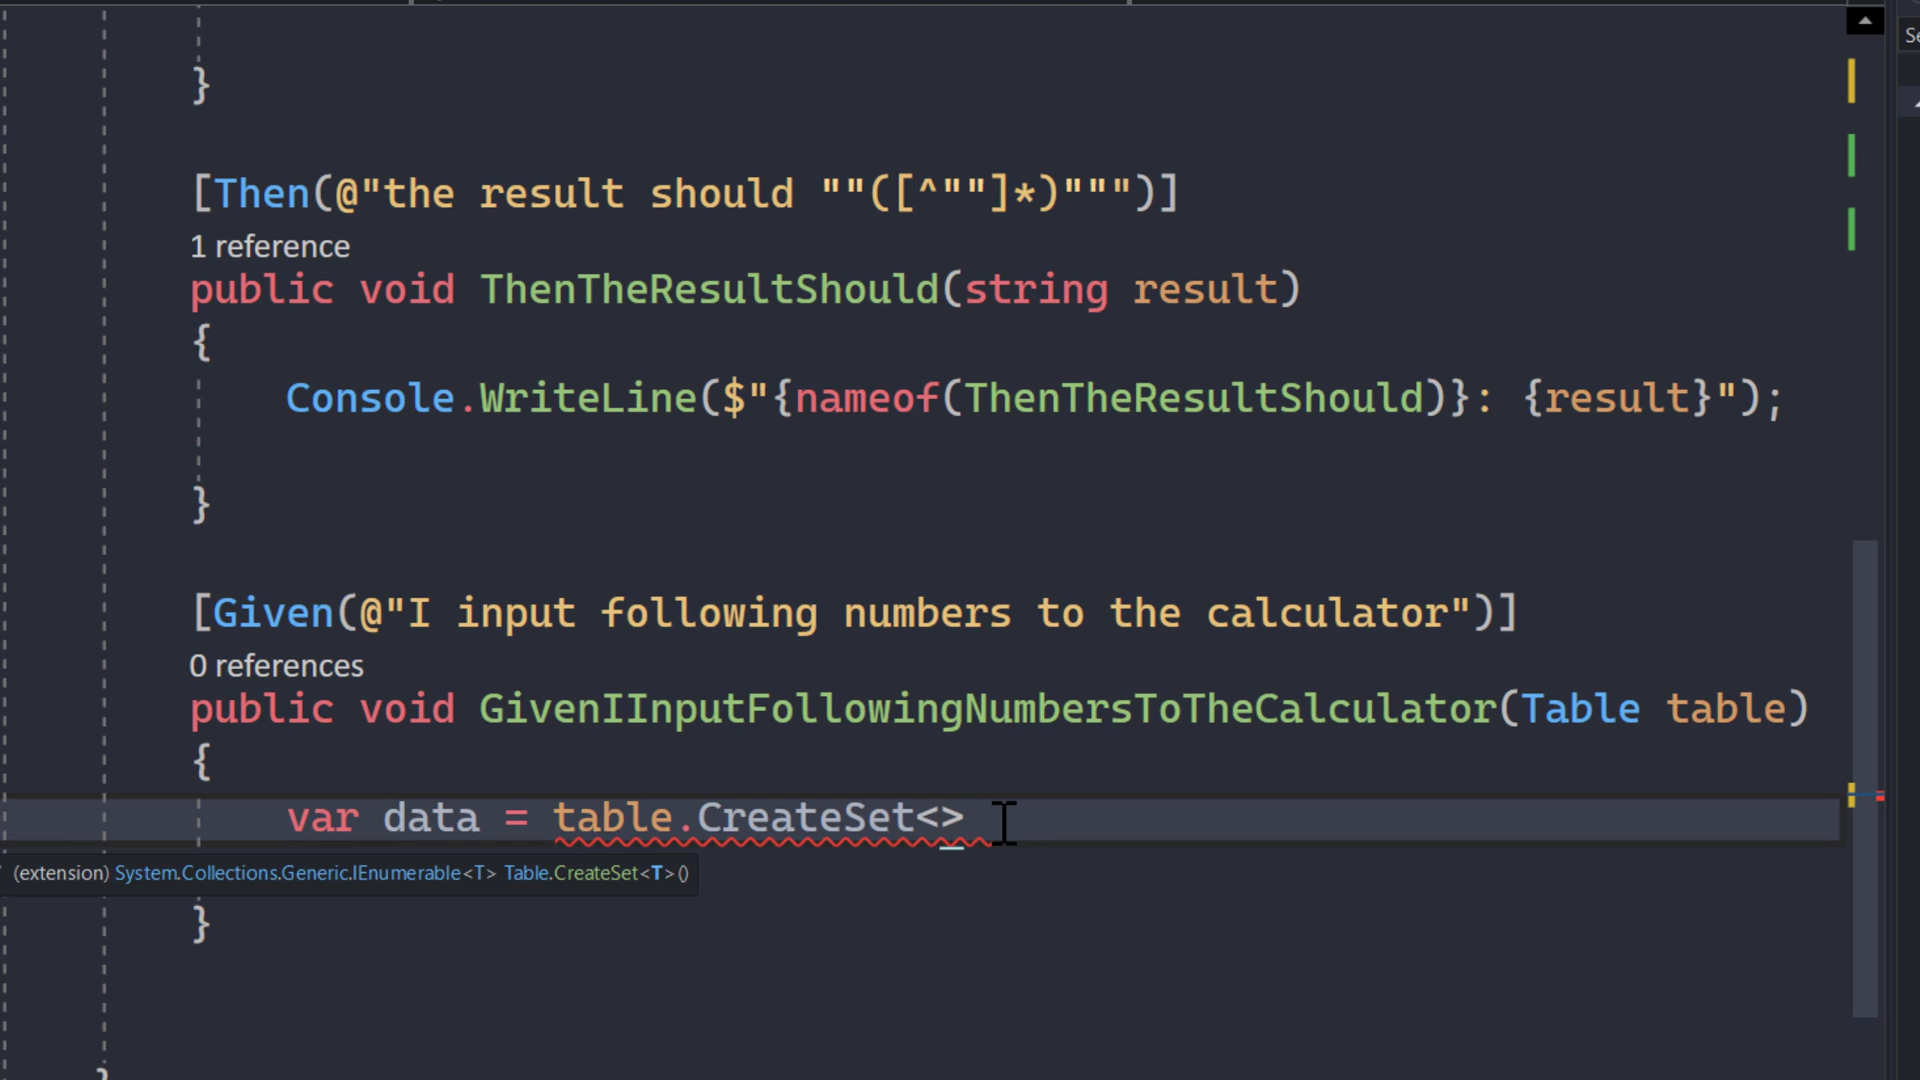 Se
}
[Then(@"the result should ""([^""]*)""")]
1 reference
public void ThenTheResultShould(string result)
{
Console.WriteLine($"{nameof(ThenTheResultShould)}: {result}");
}
[Given(@"I input following numbers to the calculator")]
0 references
public void GivenIInputFollowingNumbersToTheCalculator(Table table)
{
var data = table.CreateSet<>
(extension) System.Collections.Generic.IEnumerable<T> Table.CreateSet<T>()
}
}